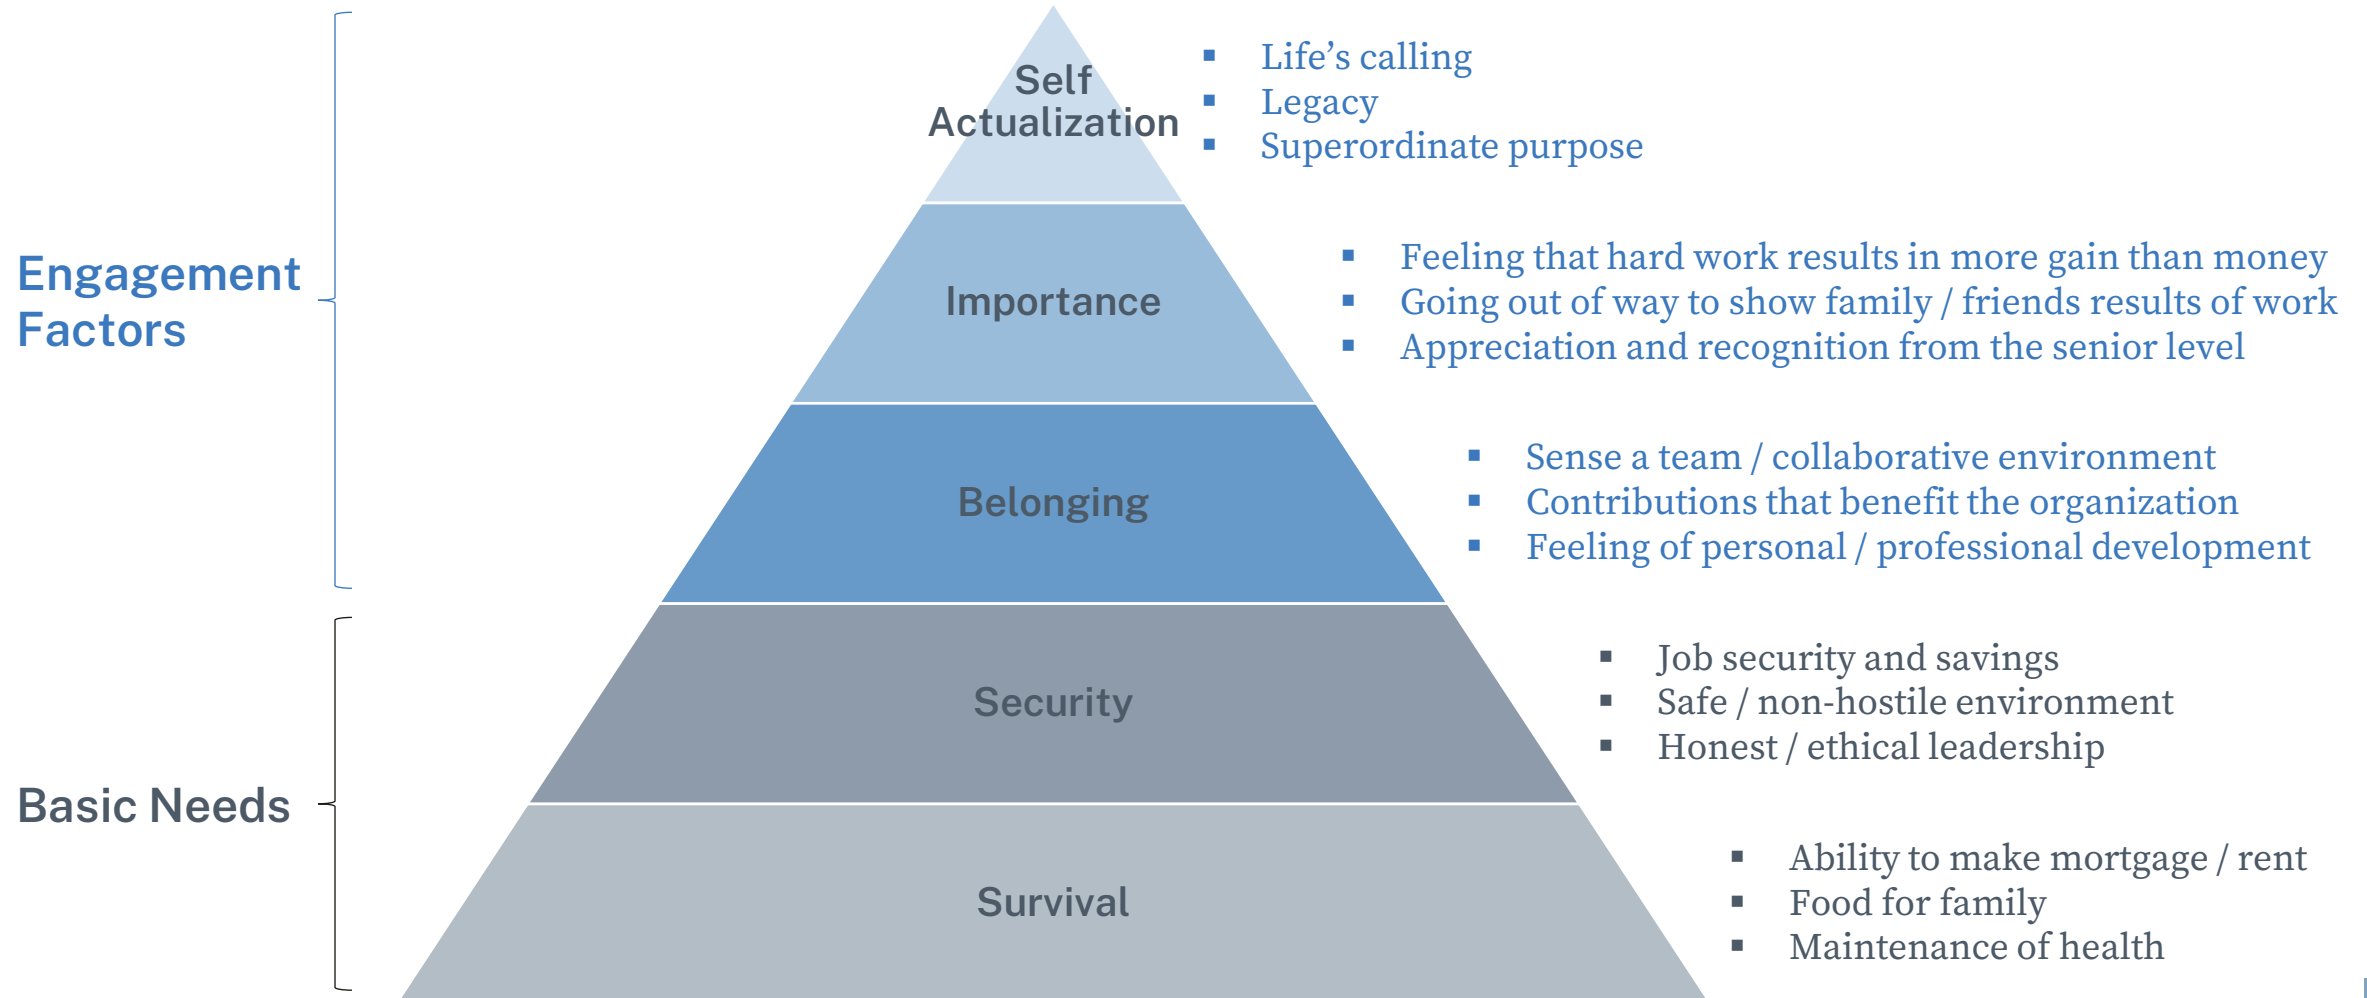 Engagement
Factors
Basic Needs
Self
Actualization
▪ Life’s calling
▪ Legacy
▪ Superordinate purpose
Importance
▪ Feeling that hard work results in more gain than money
▪ Going out of way to show family / friends results of work
▪ Appreciation and recognition from the senior level
Belonging
▪ Sense a team / collaborative environment
▪ Contributions that benefit the organization
▪ Feeling of personal / professional development
Security
▪ Job security and savings
▪ Safe / non-hostile environment
▪ Honest / ethical leadership
Survival
▪ Ability to make mortgage / rent
▪ Food for family
▪ Maintenance of health